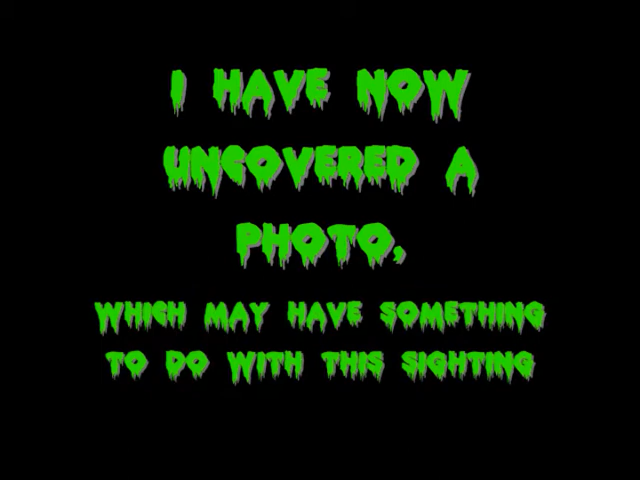 I HAVE NOW
UNCOVERED A
PHOTO,
WHICH MAY HAVE SOMETHING
TO DO WITH THIS SIGHTING